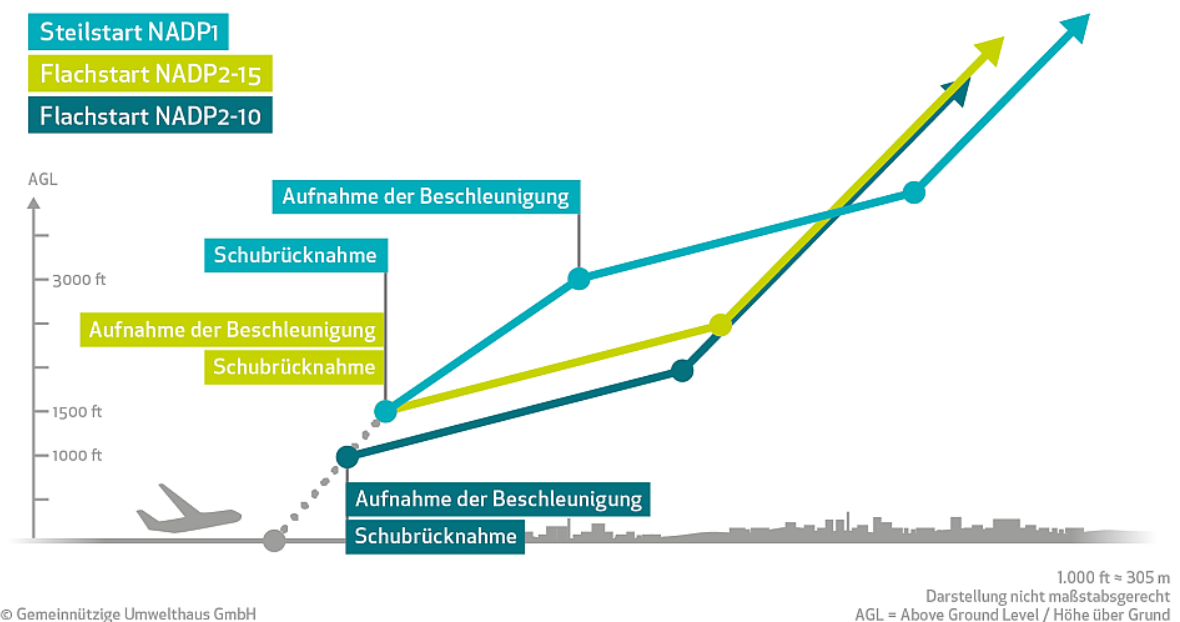 Steilstart NADP1
Flachstart NADP2-15
Flachstart NADP2-10
AGL
Aufnahme der Beschleunigung
Schubrücknahme
3000 ft
Aufnahme der Beschleunigung
Schubrücknahme
1500 ft
1000 ft
Aufnahme der Beschleunigung
Schubrücknahme
1.000 ft ≈ 305 m
Darstellung nicht maßstabsgerecht
AGL = Above Ground Level / Höhe über Grund
© Gemeinnützige Umwelthaus GmbH